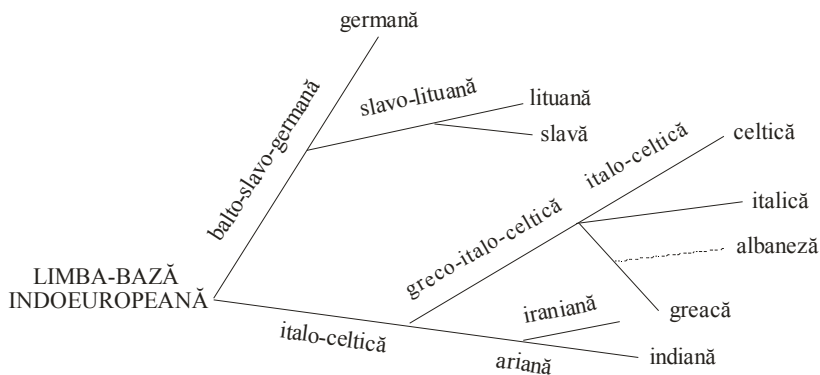 germană
balto-slavo-germană
slavo-lituană
lituană
slavă
italo-celtică
celtică
italică
greco-italo-celtică
albaneză
LIMBA-BAZĂ
INDOEUROPEANĂ
iraniană
greacă
italo-celtică
ariană
indiană